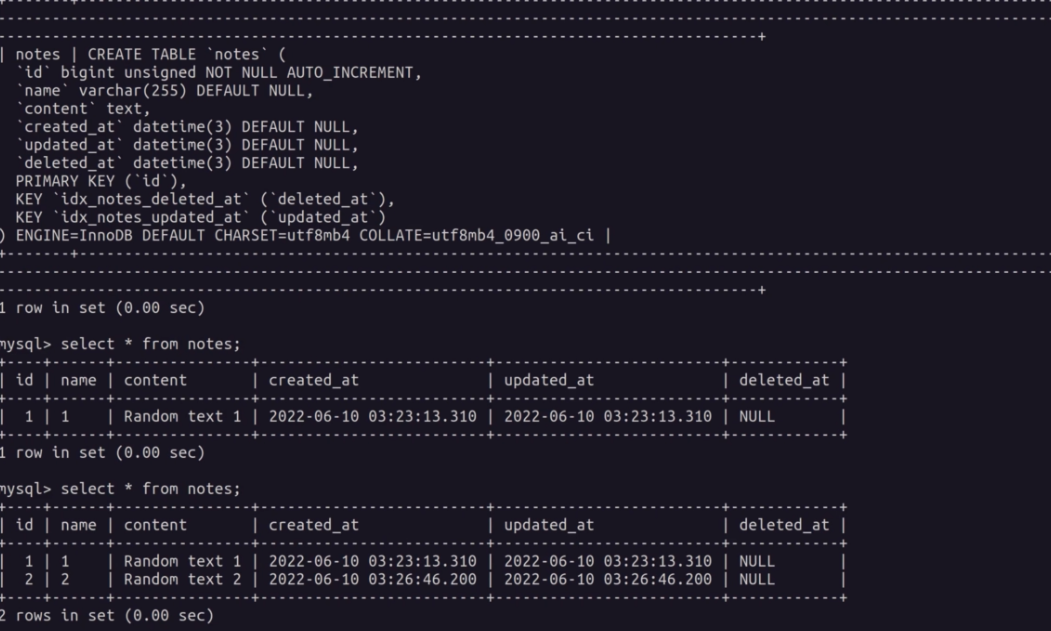 | notes | CREATE TABLE `notes` (
`id` bigint unsigned NOT NULL AUTO_INCREMENT,
`name` varchar(255) DEFAULT NULL,
`content` text,
`created_at` datetime(3) DEFAULT NULL,
`updated_at` datetime(3) DEFAULT NULL,
`deleted_at` datetime(3) DEFAULT NULL,
PRIMARY KEY (`id`),
KEY `idx_notes_deleted_at` (`deleted_at`),
KEY `idx_notes_updated_at` (`updated_at`)
) ENGINE=InnoDB DEFAULT CHARSET=utf8mb4 COLLATE=utf8mb4_0900_ai_ci |
1 row in set (0.00 sec)
mysql> select * from notes;
| id | name | content | created_at | updated_at | deleted_at |
| 1 | 1 | Random text 1 | 2022-06-10 03:23:13.310 | 2022-06-10 03:23:13.310 | NULL |
1 row in set (0.00 sec)
mysql> select * from notes;
| id | name | content | created_at | updated_at | deleted_at |
| 1 | 1 | Random text 1 | 2022-06-10 03:23:13.310 | 2022-06-10 03:23:13.310 | NULL |
| 2 | 2 | Random text 2 | 2022-06-10 03:26:46.200 | 2022-06-10 03:26:46.200 | NULL |
2 rows in set (0.00 sec)